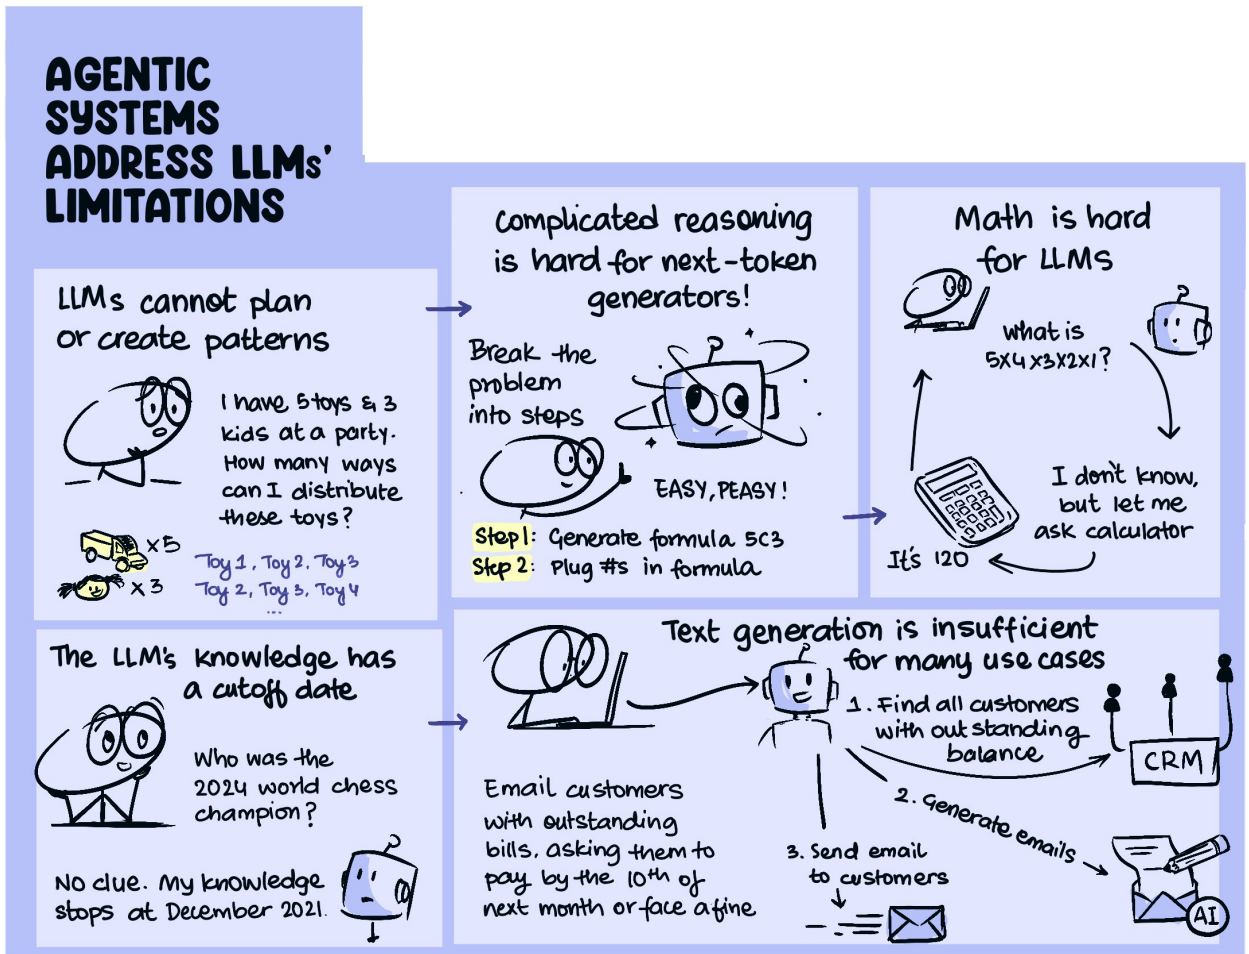 AGENTIC
SYSTEMS
ADDRESS LLMs'
LIMITATIONS
LLMs cannot plan
or create patterns
I have 5 toys & 3
kids at a party.
How many ways
can I distribute
these toys?
x5
x3
Toy 1, Toy 2, Toy 3
Toy 2, Toy 3, Toy 4
...
Complicated reasoning
is hard for next-token
generators!
Break the
problem
into steps
EASY, PEASY!
Step 1: Generate formula 5C3
Step 2: Plug #s in formula
Math is hard
for LLMs
What is
5x4x3x2x1?
I don't know,
but let me
ask calculator
It's 120
The LLM's knowledge has
a cutoff date
Who was the
2024 world chess
champion?
No clue. My knowledge
stops at December 2021.
Text generation is insufficient
for many use cases
Email customers
with outstanding
bills, asking them to
pay by the 10th of
next month or face a fine
1. Find all customers
with outstanding
balance
CRM
2. Generate emails
AI
3. Send email
to customers